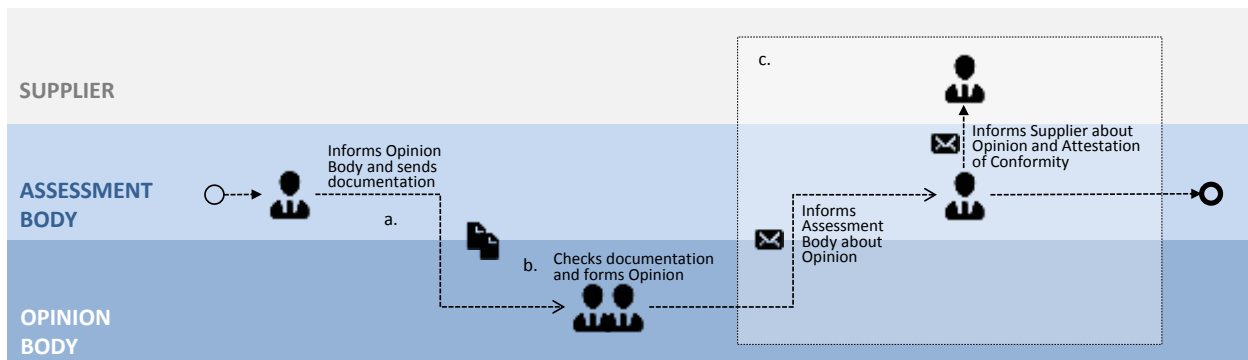 c.
SUPPLIER
Informs Supplier about
Opinion and Attestation
of Conformity
Informs Opinion
Body and sends
documentation
ASSESSMENT
BODY
a.
Informs
Assessment
Body about
Opinion
b.
Checks documentation
and forms Opinion
OPINION
BODY